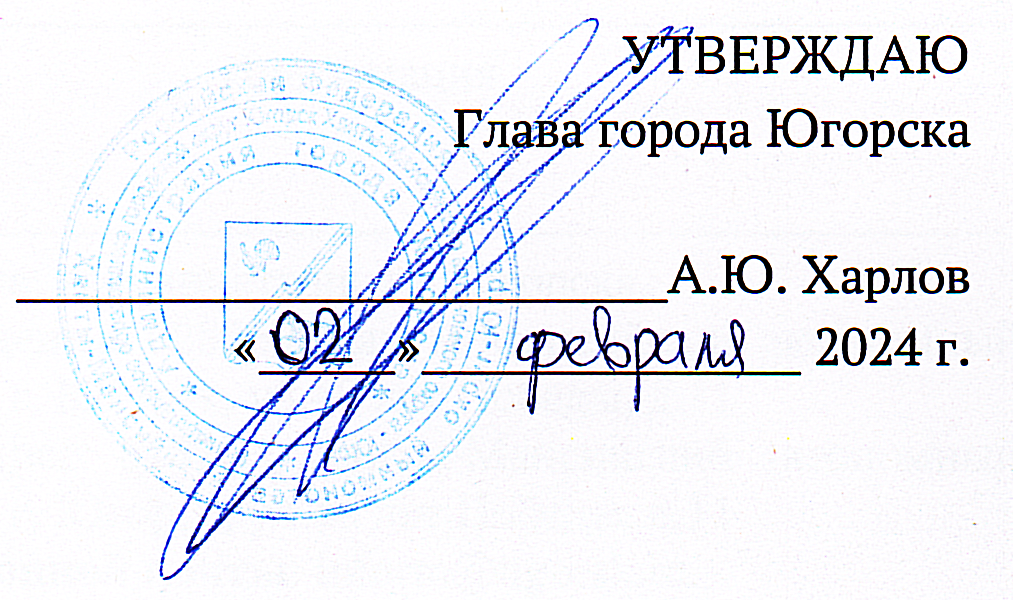 УТВЕРЖДАЮ
Глава города Югорска
А.Ю. Харлов
«02» февраля 2024 г.